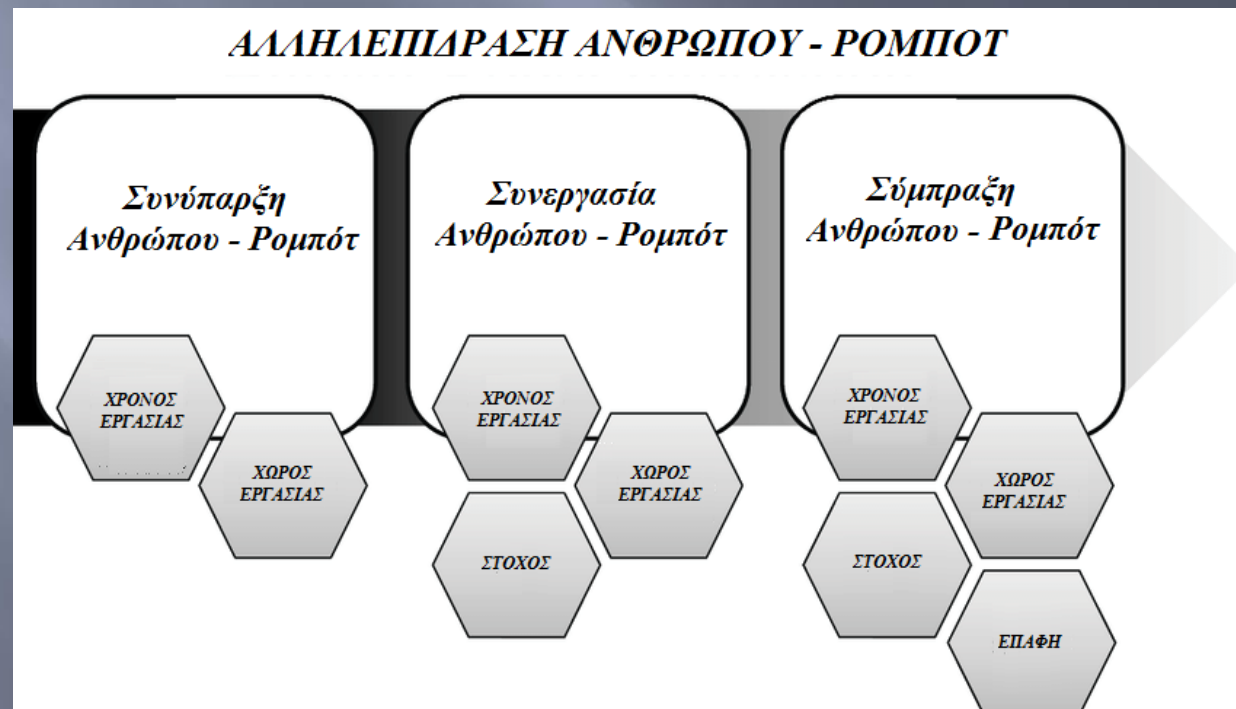 ΑΛΛΗΛΕΠΙΔΡΑΣΗ ΑΝΘΡΩΠΟΥ - ΡΟΜΠΟΤ
Συνύπαρξη
Ανθρώπου - Ρομπότ
ΧΡΟΝΟΣ
ΕΡΓΑΣΙΑΣ
ΧΩΡΟΣ
ΕΡΓΑΣΙΑΣ
Συνεργασία
Ανθρώπου - Ρομπότ
ΧΡΟΝΟΣ
ΕΡΓΑΣΙΑΣ
ΧΩΡΟΣ
ΕΡΓΑΣΙΑΣ
ΣΤΟΧΟΣ
Σύμπραξη
Ανθρώπου - Ρομπότ
ΧΡΟΝΟΣ
ΕΡΓΑΣΙΑΣ
ΧΩΡΟΣ
ΕΡΓΑΣΙΑΣ
ΣΤΟΧΟΣ
ΕΠΑΦΗ